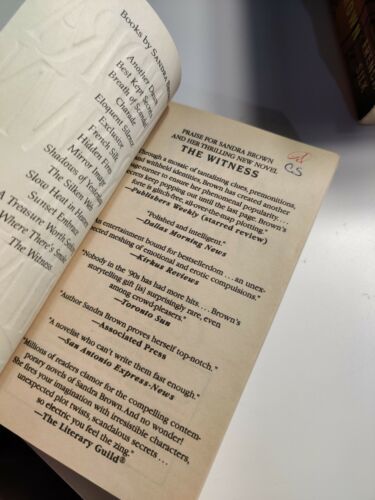 Books by SANDRA
Another Dawn
Best Kept Secrets
Breath of Scandal
Charade
Eloquent Silence
Exclusive
French Silk
Hidden Fires
Mirror Image
Shadows of Yesterday
The Silken Web
Slow Heat in Heaven
Sunset Embrace
A Treasure Worth Seeking
Where There's Smoke
The Witness
PRAISE FOR SANDRA BROWN
AND HER THRILLING NEW NOVEL
THE WITNESS
CS
"Through a mosaic of tantalising clues, premonitions,
and withheld identities, Brown has created another
corner to ensure her phenomenal popularity. . . .
secrets keep popping out until the last page. Brown's
forte is glitch-free, all-over-the-map plotting."
—Publishers Weekly (starred review)
"Polished and intelligent."
—Dallas Morning News
"An entertainment bound for bestsellerdom . . . an unex-
pected meshing of emotional and erotic compulsions."
—Kirkus Reviews
"Nobody in the '90s has had more hits. . . . Brown's
storytelling gift [is] surprisingly rare, even
among crowd-pleasers."
—Toronto Sun
"Author Sandra Brown proves herself top-notch."
—Associated Press
"A novelist who can't write them fast enough."
—San Antonio Express-News
"Millions of readers clamor for the compelling contem-
porary novels of Sandra Brown. And no wonder!
She fires your imagination with irresistible characters,
unexpected plot twists, scandalous secrets . . .
so electric you feel the zing."
—The Literary Guild®